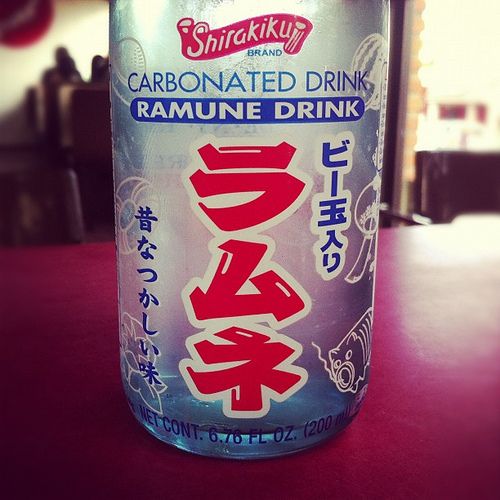 Shirakiku
BRAND
CARBONATED DRINK
RAMUNE DRINK
ビー玉入り
ラムネ
昔なつかしい味
NET CONT. 6.76 FL OZ. (200 ml)